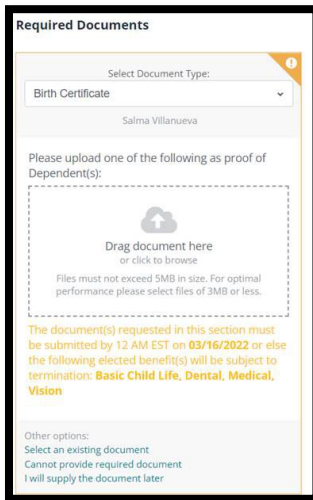 Required Documents
Select Document Type:
Birth Certificate
Salma Villanueva
Please upload one of the following as proof of
Dependent(s):
Drag document here
or click to browse
Files must not exceed 5MB in size. For optimal
performance please select files of 3MB or less.
The document(s) requested in this section must
be submitted by 12 AM EST on 03/16/2022 or else
the following elected benefit(s) will be subject to
termination: Basic Child Life, Dental, Medical,
Vision
Other options:
Select an existing document
Cannot provide required document
I will supply the document later